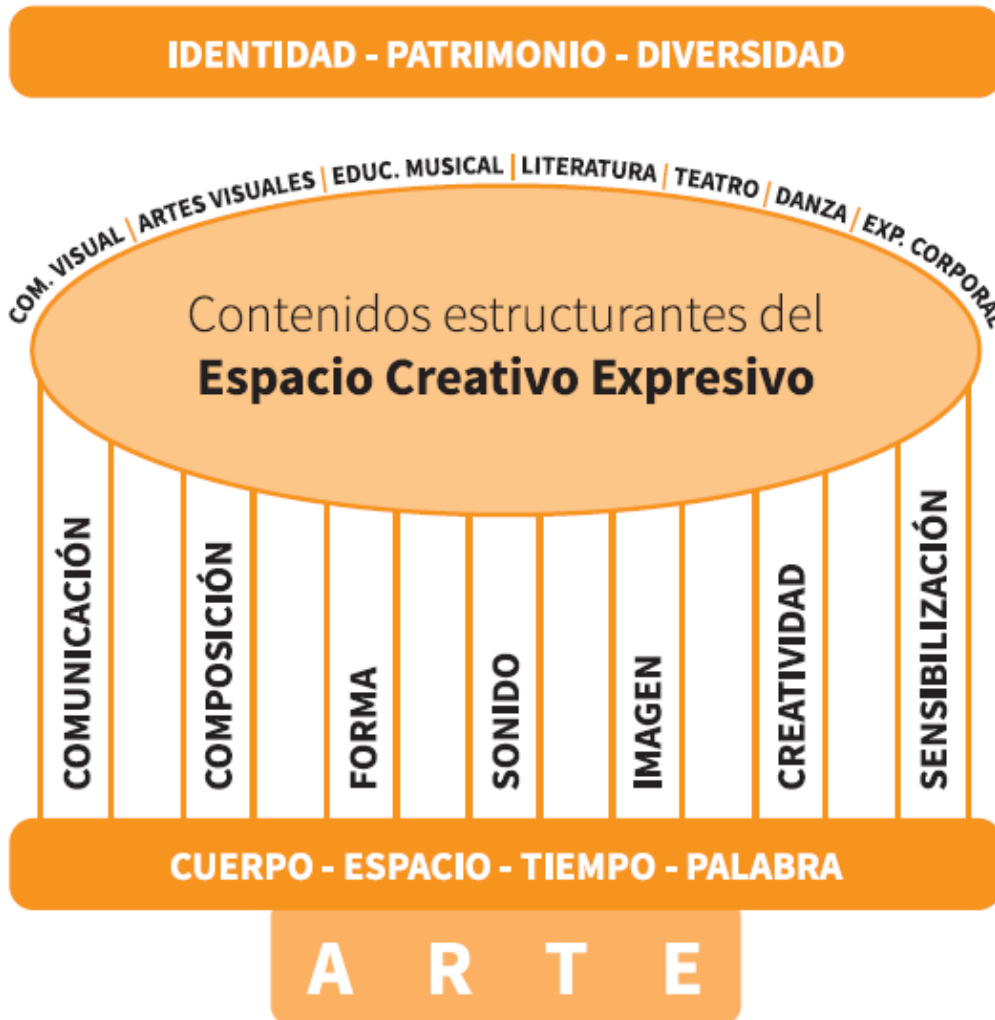 IDENTIDAD - PATRIMONIO - DIVERSIDAD
COM. VISUAL | ARTES VISUALES | EDUC. MUSICAL | LITERATURA | TEATRO | DANZA | EXP. CORPORAL
Contenidos estructurantes del
Espacio Creativo Expresivo
COMUNICACIÓN
COMPOSICIÓN
FORMA
SONIDO
IMAGEN
CREATIVIDAD
SENSIBILIZACIÓN
CUERPO - ESPACIO - TIEMPO - PALABRA
A R T E